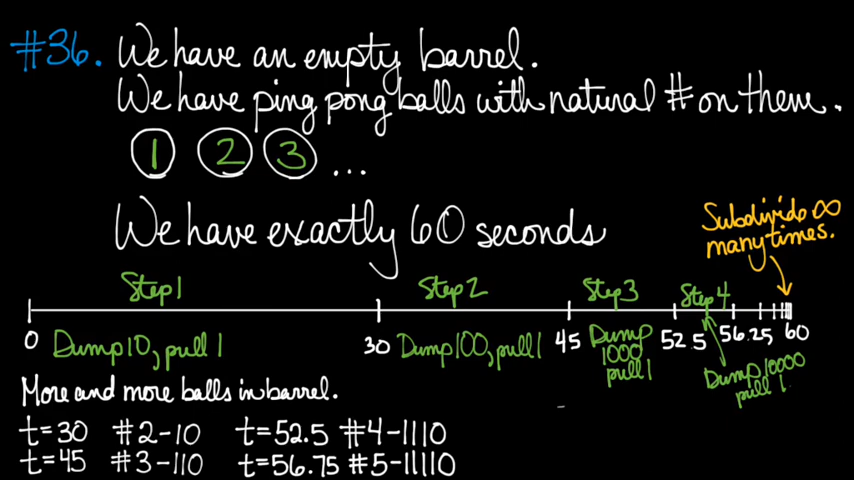 #36. We have an empty barrel.
We have ping pong balls with natural # on them.
1 2 3 ...
We have exactly 60 seconds
Subdivide ∞
many times.
Step 1 Step 2 Step 3 Step 4
0 30 45 52.5 56.25 60
Dump 10, pull 1
Dump 100, pull 1
Dump
1000
pull 1
Dump 10000
pull 1.
More and more balls in barrel.
t=30 #2-10 t=52.5 #4-1110
t=45 #3-110 t=56.75 #5-11110